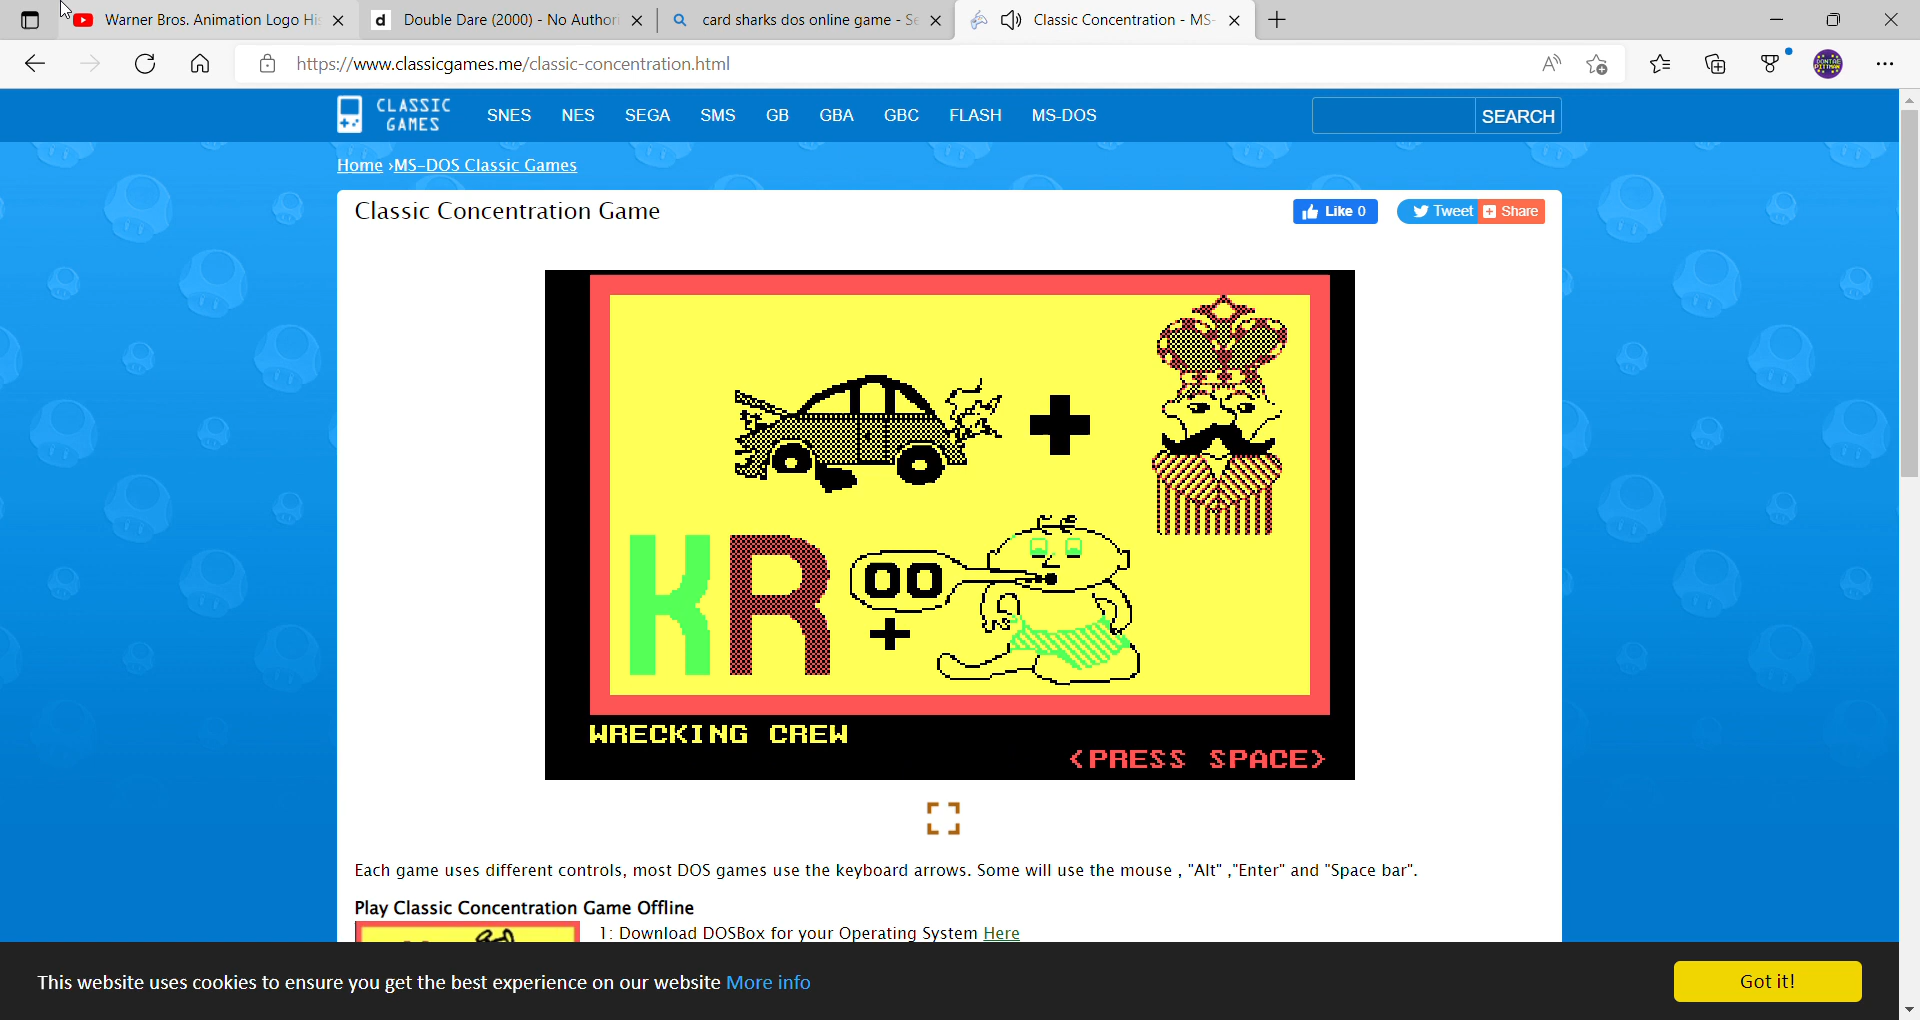 Warner Bros. Animation Logo Hi
Double Dare (2000) - No Authori
card sharks dos online game - Se
Classic Concentration - MS-
https://www.classicgames.me/classic-concentration.html
DONTAE
PITTMAN
CLASSIC
GAMES
SNES NES SEGA SMS GB GBA GBC FLASH MS-DOS
SEARCH
Home ›MS-DOS Classic Games
Classic Concentration Game
Like 0
Tweet
Share
+
KR OO
+
WRECKING CREW
<PRESS SPACE>
Each game uses different controls, most DOS games use the keyboard arrows. Some will use the mouse , "Alt" ,"Enter" and "Space bar".
Play Classic Concentration Game Offline
1: Download DOSBox for your Operating System Here
This website uses cookies to ensure you get the best experience on our website More info
Got it!